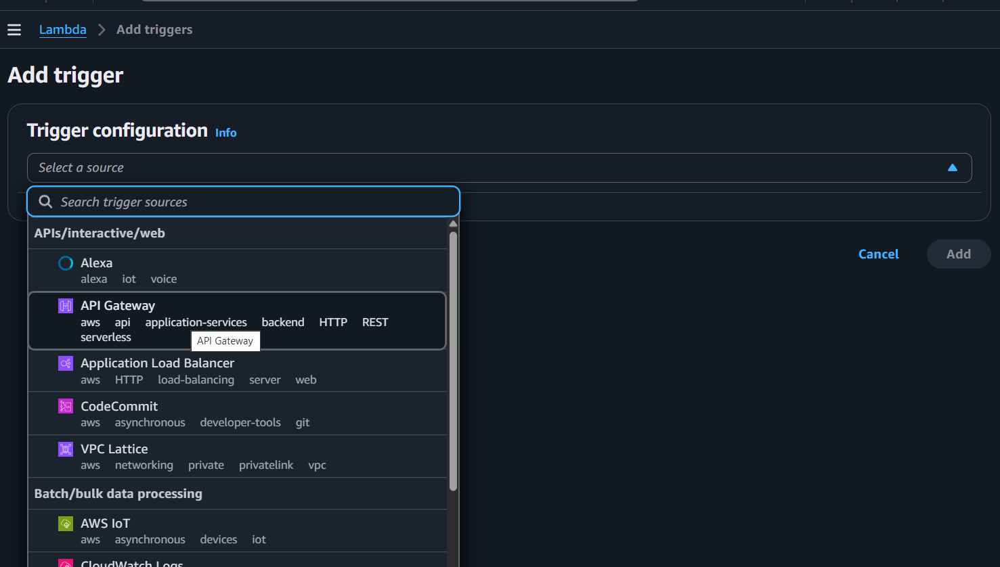 Lambda > Add triggers
Add trigger
Trigger configuration Info
Select a source
Search trigger sources
APIs/interactive/web
Alexa
alexa iot voice
Cancel Add
API Gateway
aws api application-services backend HTTP REST
serverless
API Gateway
Application Load Balancer
aws HTTP load-balancing server web
CodeCommit
aws asynchronous developer-tools git
VPC Lattice
aws networking private privatelink vpc
Batch/bulk data processing
AWS IoT
aws asynchronous devices iot
CloudWatch Logs